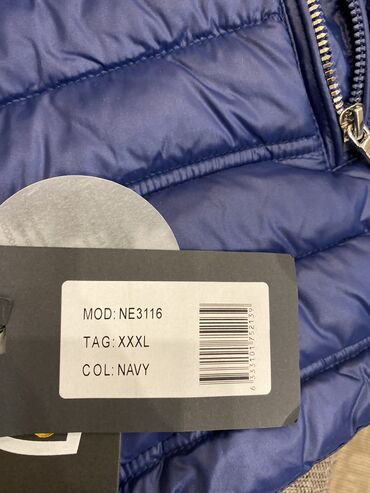 MOD: NE3116
TAG: XXXL
COL: NAVY